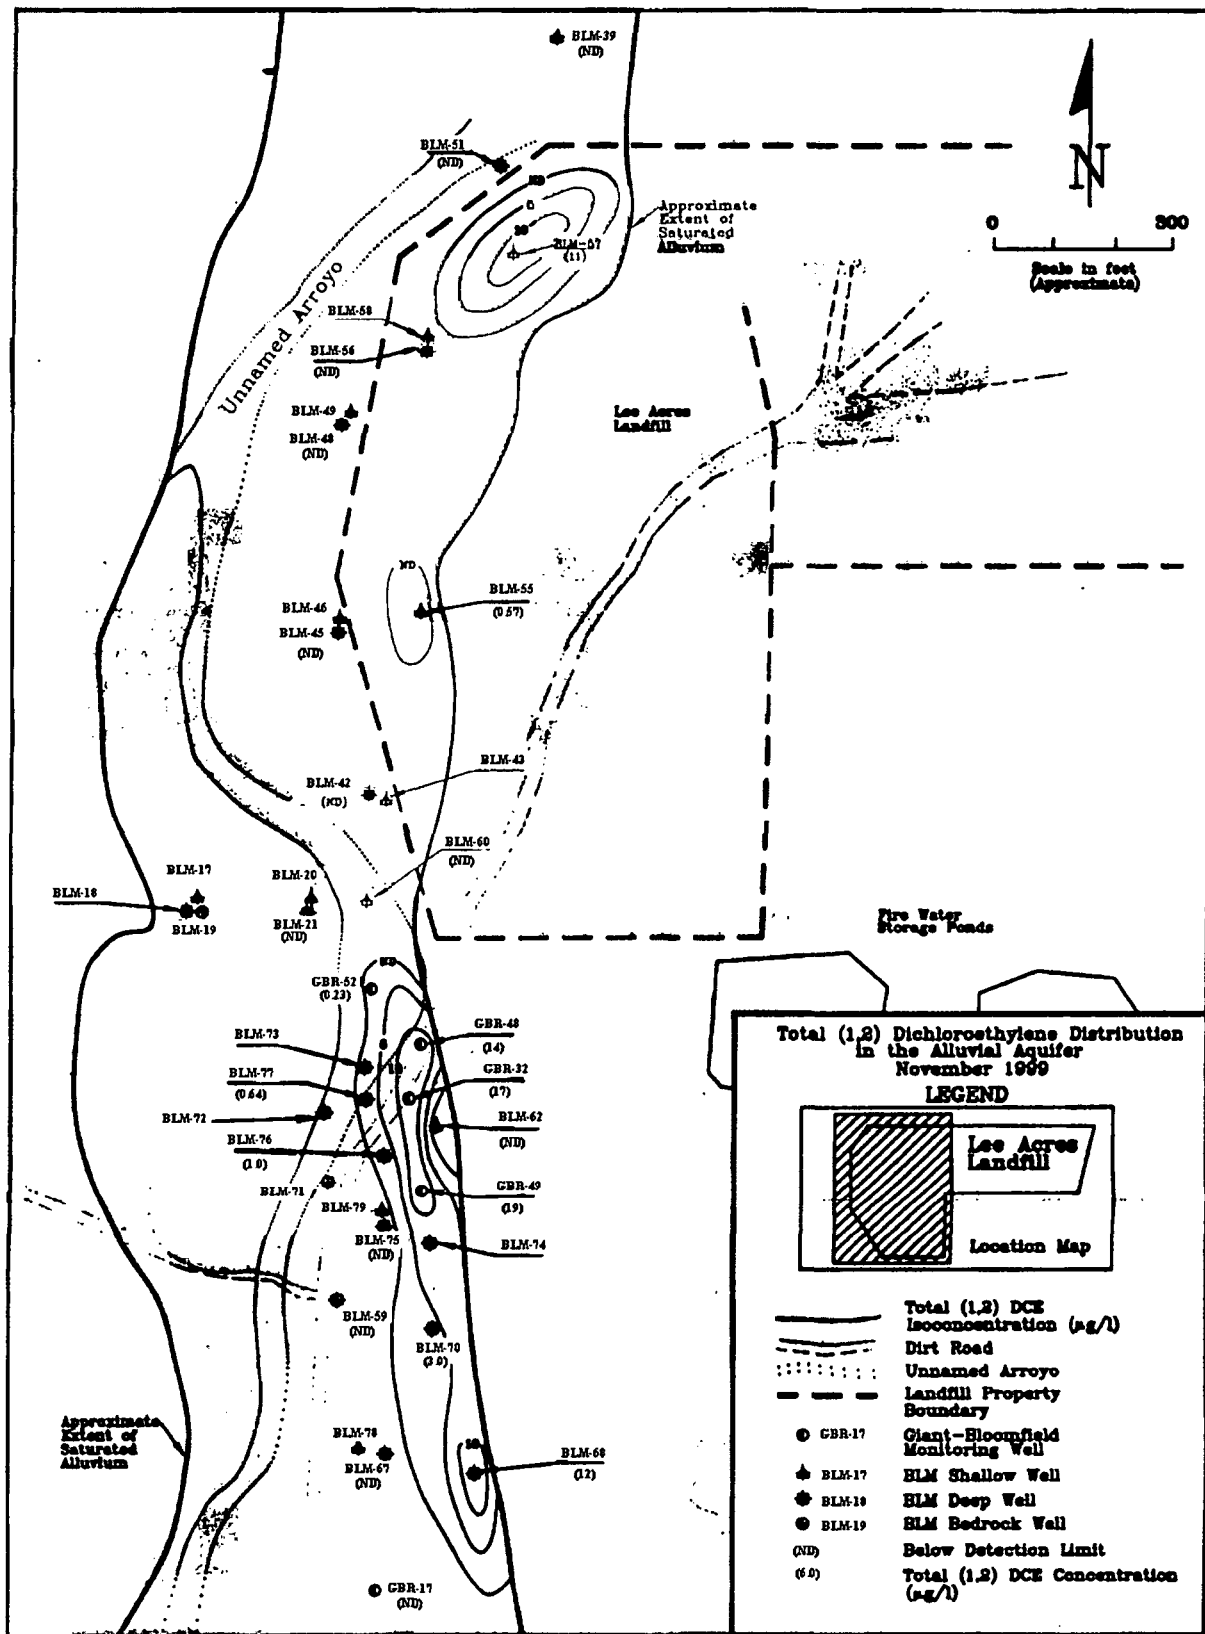 BLM-39
(ND)
BLM-51
(ND)
N
ND
5
10
BLM-57
(11)
Approximate
Extent of
Saturated
Alluvium
0
300
Scale in feet
(Approximate)
Unnamed Arroyo
BLM-58
BLM-56
(ND)
BLM-49
BLM-48
(ND)
Lee Acres
Landfill
ND
BLM-55
(0.57)
BLM-46
BLM-45
(ND)
BLM-43
BLM-42
(ND)
BLM-60
(ND)
BLM-17
BLM-18
BLM-19
BLM-20
BLM-21
(ND)
Fire Water
Storage Ponds
ND
GBR-52
(0.23)
GBR-48
(14)
BLM-73
5
10
GBR-32
(17)
BLM-77
(0.64)
BLM-72
BLM-62
(ND)
BLM-76
(1.0)
BLM-71
GBR-49
(19)
BLM-79
BLM-75
(ND)
BLM-74
BLM-59
(ND)
BLM-70
(3.0)
Approximate
Extent of
Saturated
Alluvium
BLM-78
BLM-67
(ND)
10
BLM-68
(12)
GBR-17
(ND)
Total (1,2) Dichloroethylene Distribution
in the Alluvial Aquifer
November 1999
LEGEND
Lee Acres
Landfill
Location Map
Total (1,2) DCE
Isoconcentration (µg/l)
Dirt Road
Unnamed Arroyo
Landfill Property
Boundary
GBR-17
Giant-Bloomfield
Monitoring Well
BLM-17
BLM Shallow Well
BLM-18
BLM Deep Well
BLM-19
BLM Bedrock Well
(ND)
Below Detection Limit
(6.0)
Total (1,2) DCE Concentration
(µg/l)